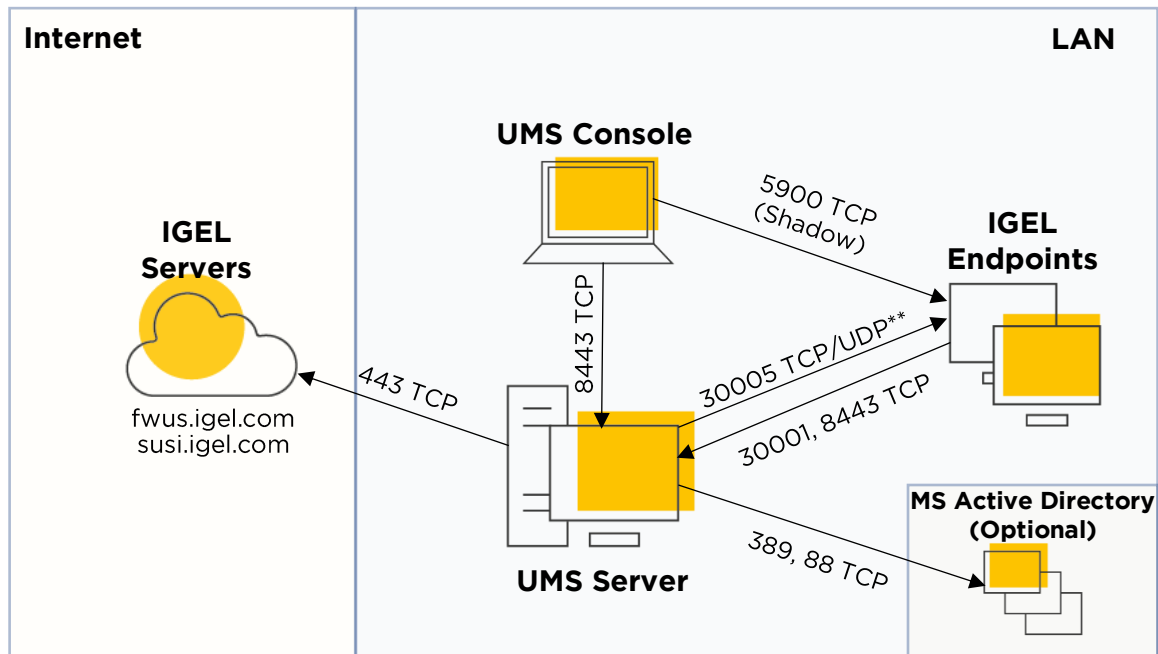 Internet
LAN
UMS Console
5900 TCP
(Shadow)
IGEL
Endpoints
IGEL
Servers
8443 TCP
30005 TCP/UDP**
443 TCP
30001, 8443 TCP
fwus.igel.com
susi.igel.com
MS Active Directory
(Optional)
389, 88 TCP
UMS Server